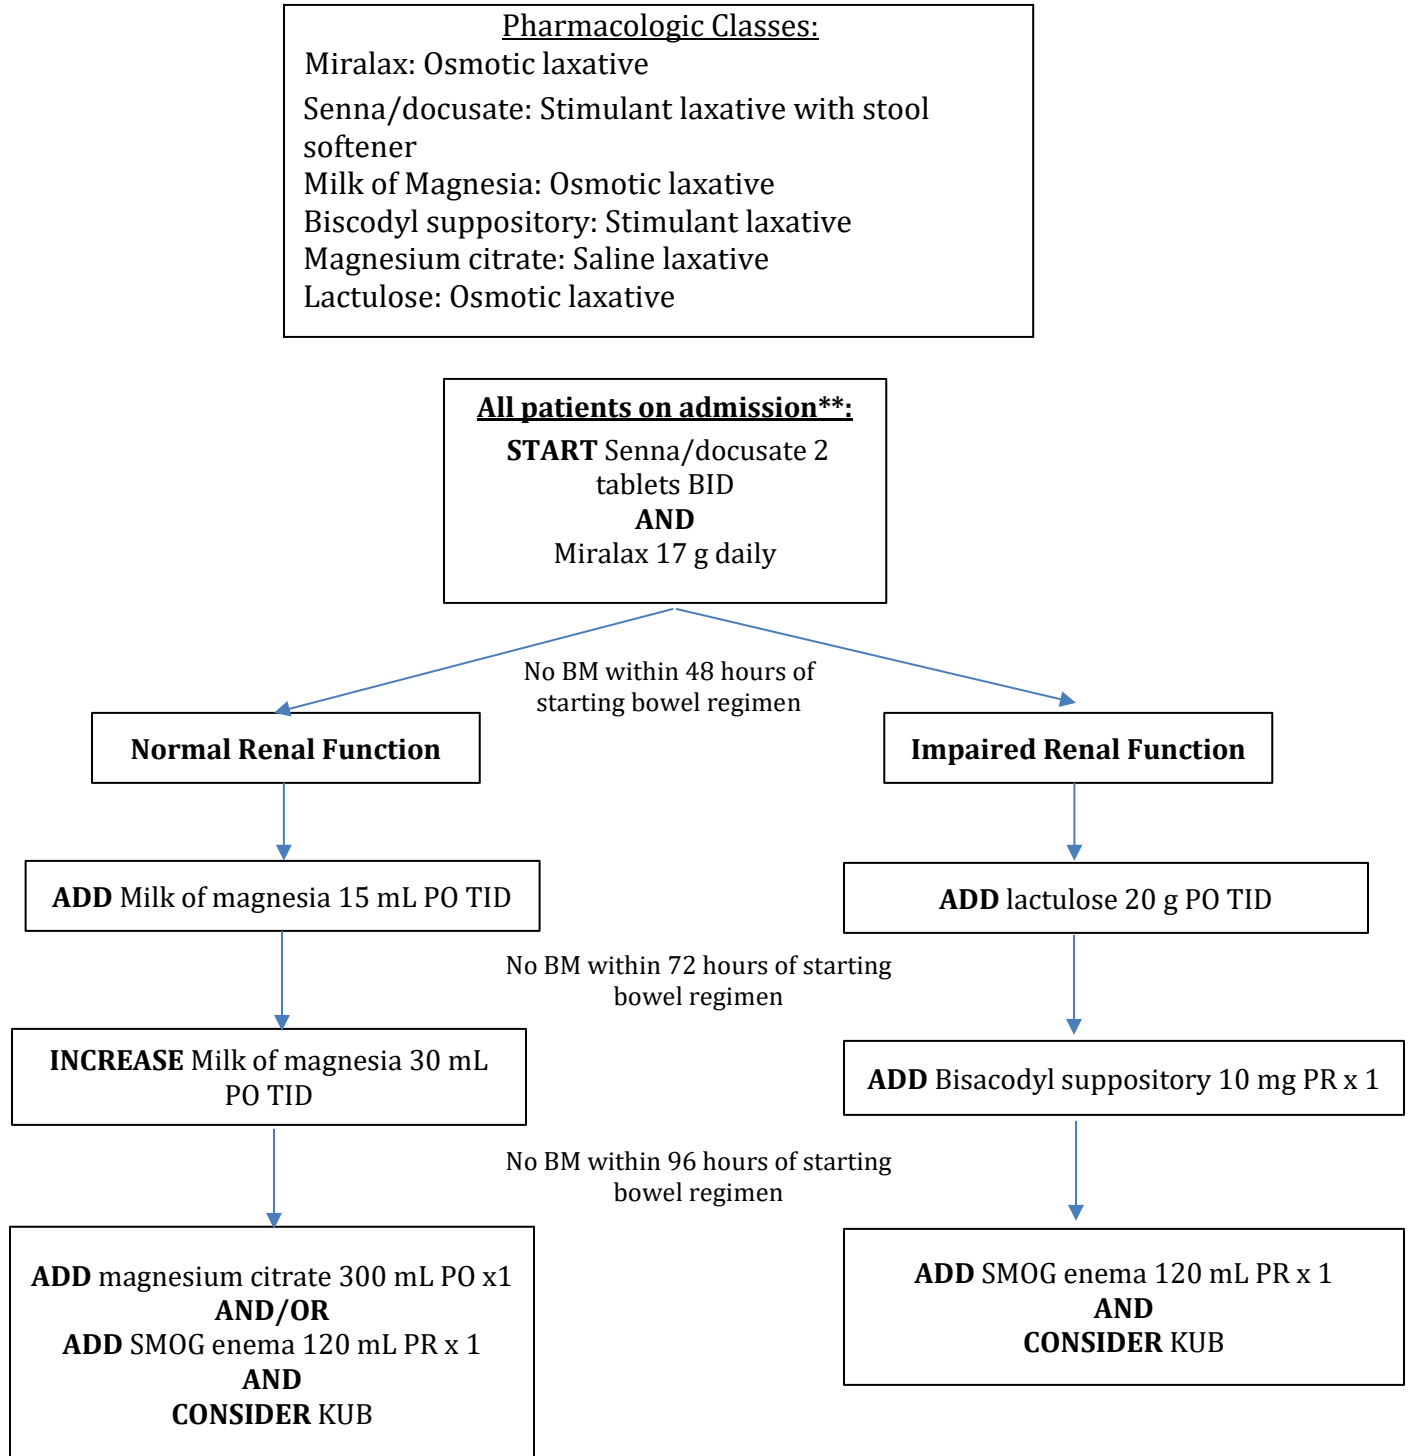 Pharmacologic Classes:
Miralax: Osmotic laxative
Senna/docusate: Stimulant laxative with stool
softener
Milk of Magnesia: Osmotic laxative
Biscodyl suppository: Stimulant laxative
Magnesium citrate: Saline laxative
Lactulose: Osmotic laxative
All patients on admission**:
START Senna/docusate 2
tablets BID
AND
Miralax 17 g daily
No BM within 48 hours of
starting bowel regimen
Normal Renal Function
Impaired Renal Function
ADD Milk of magnesia 15 mL PO TID
ADD lactulose 20 g PO TID
No BM within 72 hours of starting
bowel regimen
INCREASE Milk of magnesia 30 mL
PO TID
ADD Bisacodyl suppository 10 mg PR x 1
No BM within 96 hours of starting
bowel regimen
ADD magnesium citrate 300 mL PO x1
AND/OR
ADD SMOG enema 120 mL PR x 1
AND
CONSIDER KUB
ADD SMOG enema 120 mL PR x 1
AND
CONSIDER KUB